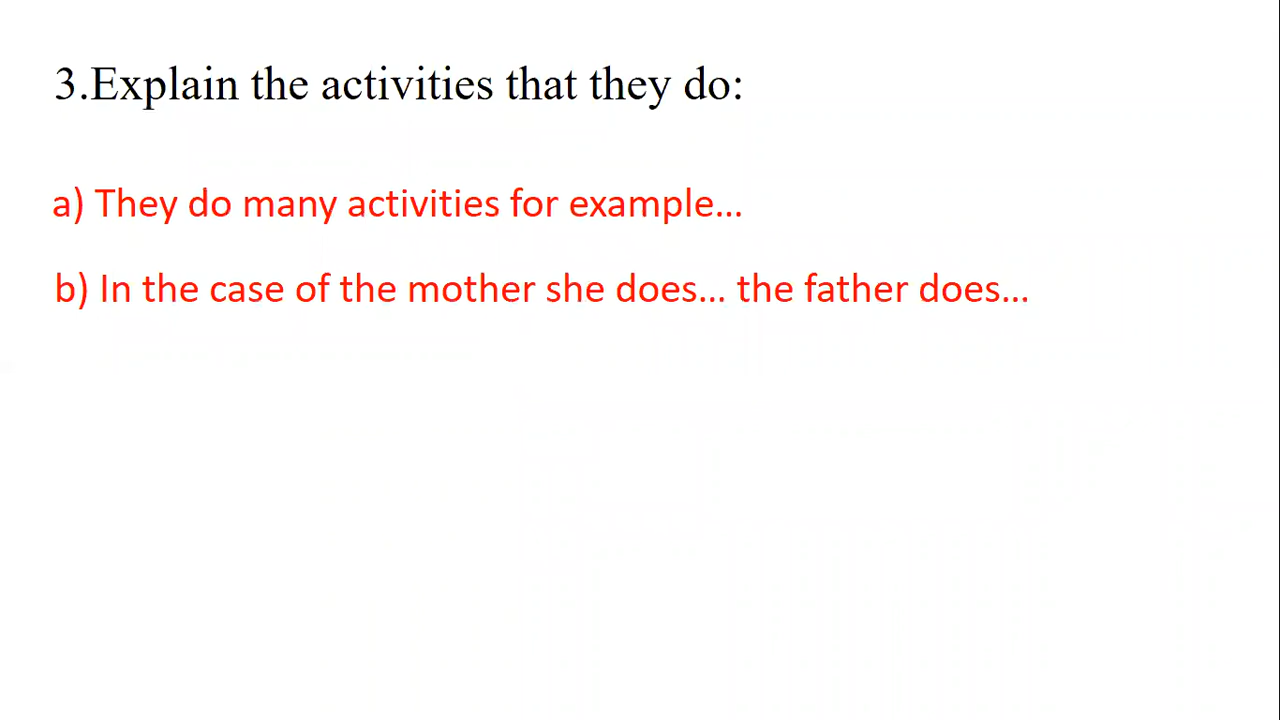 3.Explain the activities that they do:
a) They do many activities for example...
b) In the case of the mother she does... the father does...